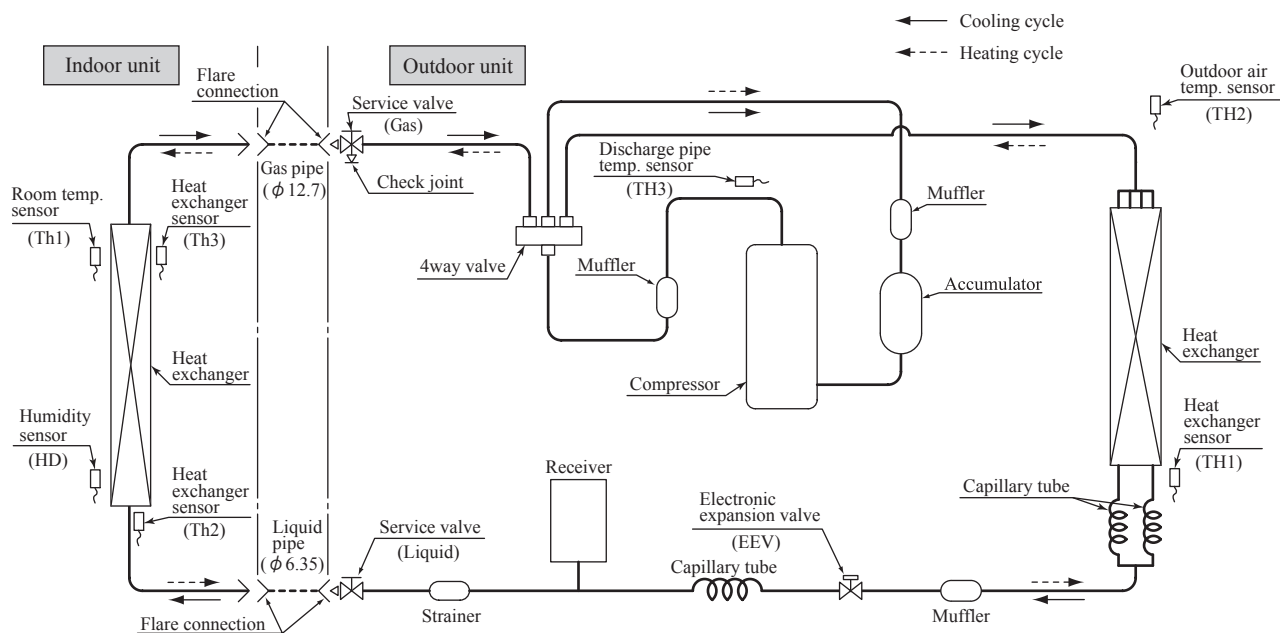 Cooling cycle
Heating cycle
Indoor unit
Outdoor unit
Flare
connection
Service valve
(Gas)
Outdoor air
temp. sensor
(TH2)
Gas pipe
(ϕ 12.7)
Check joint
Discharge pipe
temp. sensor
(TH3)
Room temp.
sensor
(Th1)
Heat
exchanger
sensor
(Th3)
4way valve
Muffler
Muffler
Accumulator
Heat
exchanger
Compressor
Heat
exchanger
Humidity
sensor
(HD)
Heat
exchanger
sensor
(Th2)
Liquid
pipe
(ϕ 6.35)
Service valve
(Liquid)
Receiver
Electronic
expansion valve
(EEV)
Capillary tube
Heat
exchanger
sensor
(TH1)
Capillary tube
Strainer
Muffler
Flare connection